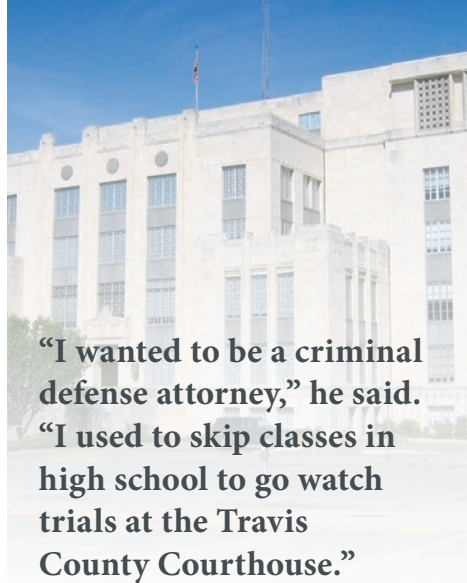 “I wanted to be a criminal
defense attorney,” he said.
“I used to skip classes in
high school to go watch
trials at the Travis
County Courthouse.”